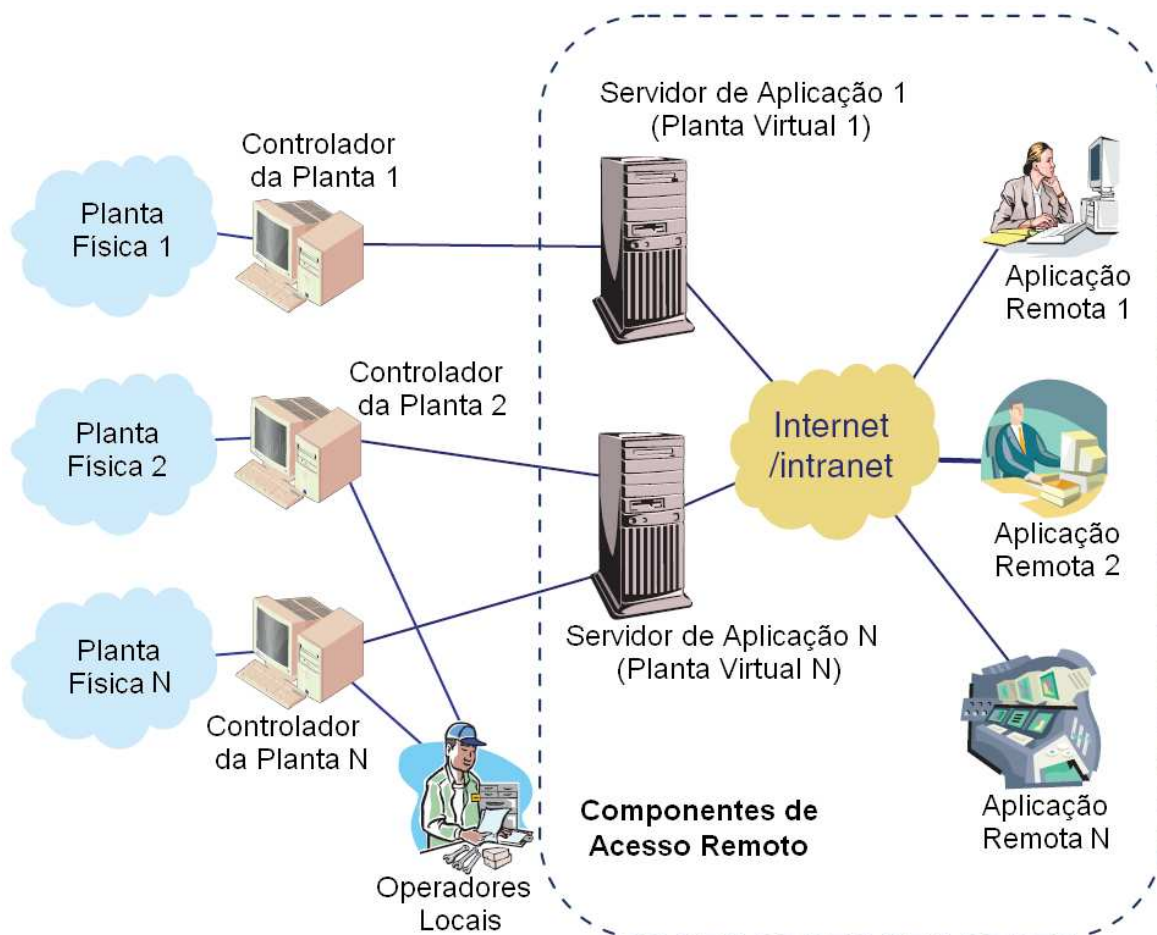 Servidor de Aplicação 1
(Planta Virtual 1)
Controlador
da Planta 1
Planta
Física 1
Aplicação
Remota 1
Controlador
da Planta 2
Planta
Física 2
Internet
/intranet
Aplicação
Remota 2
Planta
Física N
Servidor de Aplicação N
(Planta Virtual N)
Controlador
da Planta N
Componentes de
Acesso Remoto
Aplicação
Remota N
Operadores
Locais